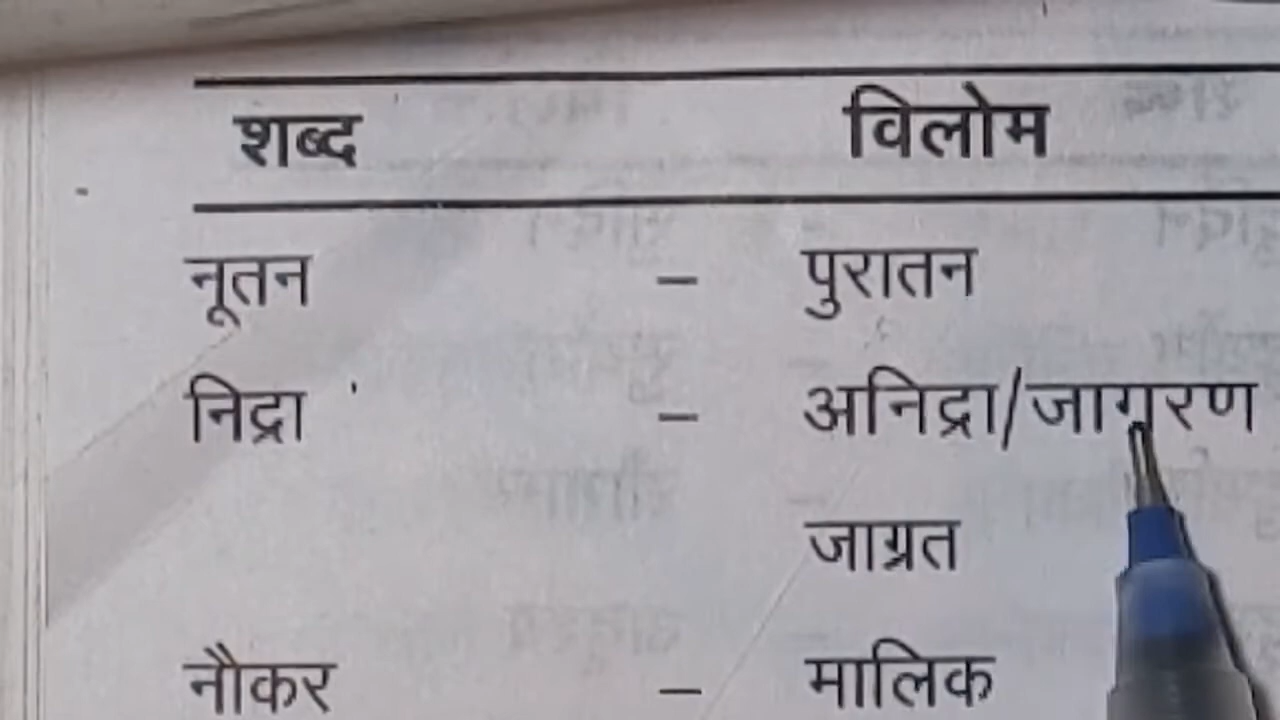 शब्द विलोम
नूतन – पुरातन
निद्रा – अनिद्रा/जागरण
जाग्रत
नौकर – मालिक